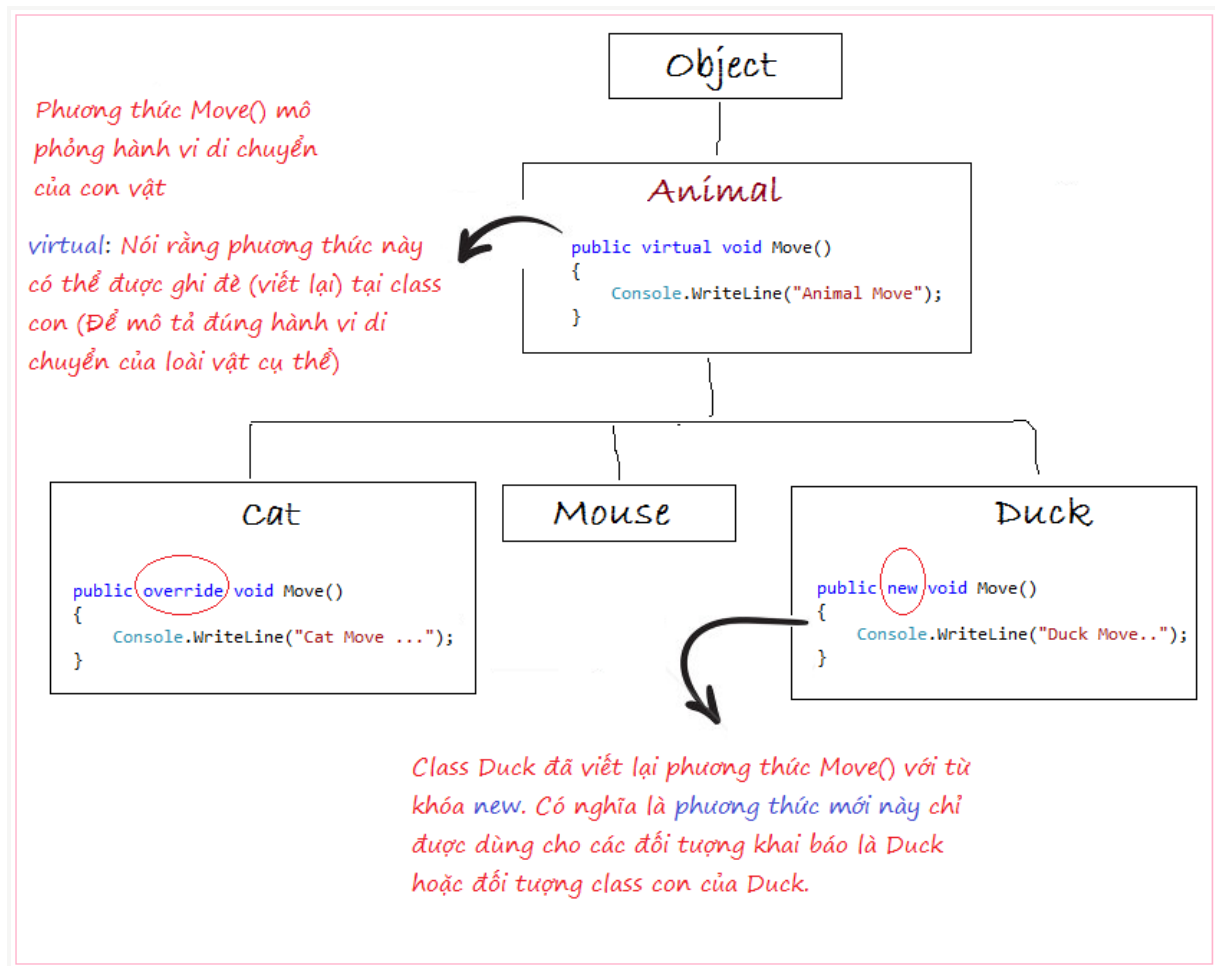 Object
Phương thức Move() mô
phỏng hành vi di chuyển
của con vật
virtual: Nói rằng phương thức này
có thể được ghi đè (viết lại) tại class
con (Để mô tả đúng hành vi di
chuyển của loài vật cụ thể)
Animal
public virtual void Move()
{
Console.WriteLine("Animal Move");
}
Cat
public override void Move()
{
Console.WriteLine("Cat Move ...");
}
Mouse
Duck
public new void Move()
{
Console.WriteLine("Duck Move..");
}
Class Duck đã viết lại phương thức Move() với từ
khóa new. Có nghĩa là phương thức mới này chỉ
được dùng cho các đối tượng khai báo là Duck
hoặc đối tượng class con của Duck.